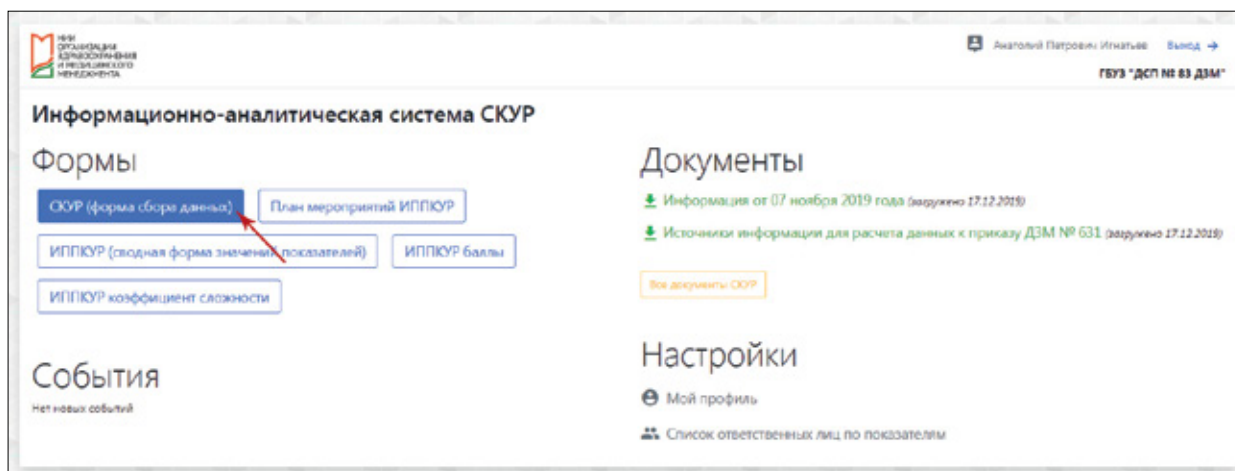 НИИ
ОРГАНИЗАЦИИ
ЗДРАВООХРАНЕНИЯ
И МЕДИЦИНСКОГО
МЕНЕДЖМЕНТА
Анатолий Петрович Игнатьев Выход →
ГБУЗ "ДСП № 83 ДЗМ"
Информационно-аналитическая система СКУР
Формы
СКУР (форма сбора данных) План мероприятий ИППКУР
ИППКУР (сводная форма значений показателей) ИППКУР баллы
ИППКУР коэффициент сложности
События
Нет новых событий
Документы
Информация от 07 ноября 2019 года (загружено 17.12.2019)
Источники информации для расчета данных к приказу ДЗМ № 631 (загружено 17.12.2019)
Все документы СКУР
Настройки
Мой профиль
Список ответственных лиц по показателям